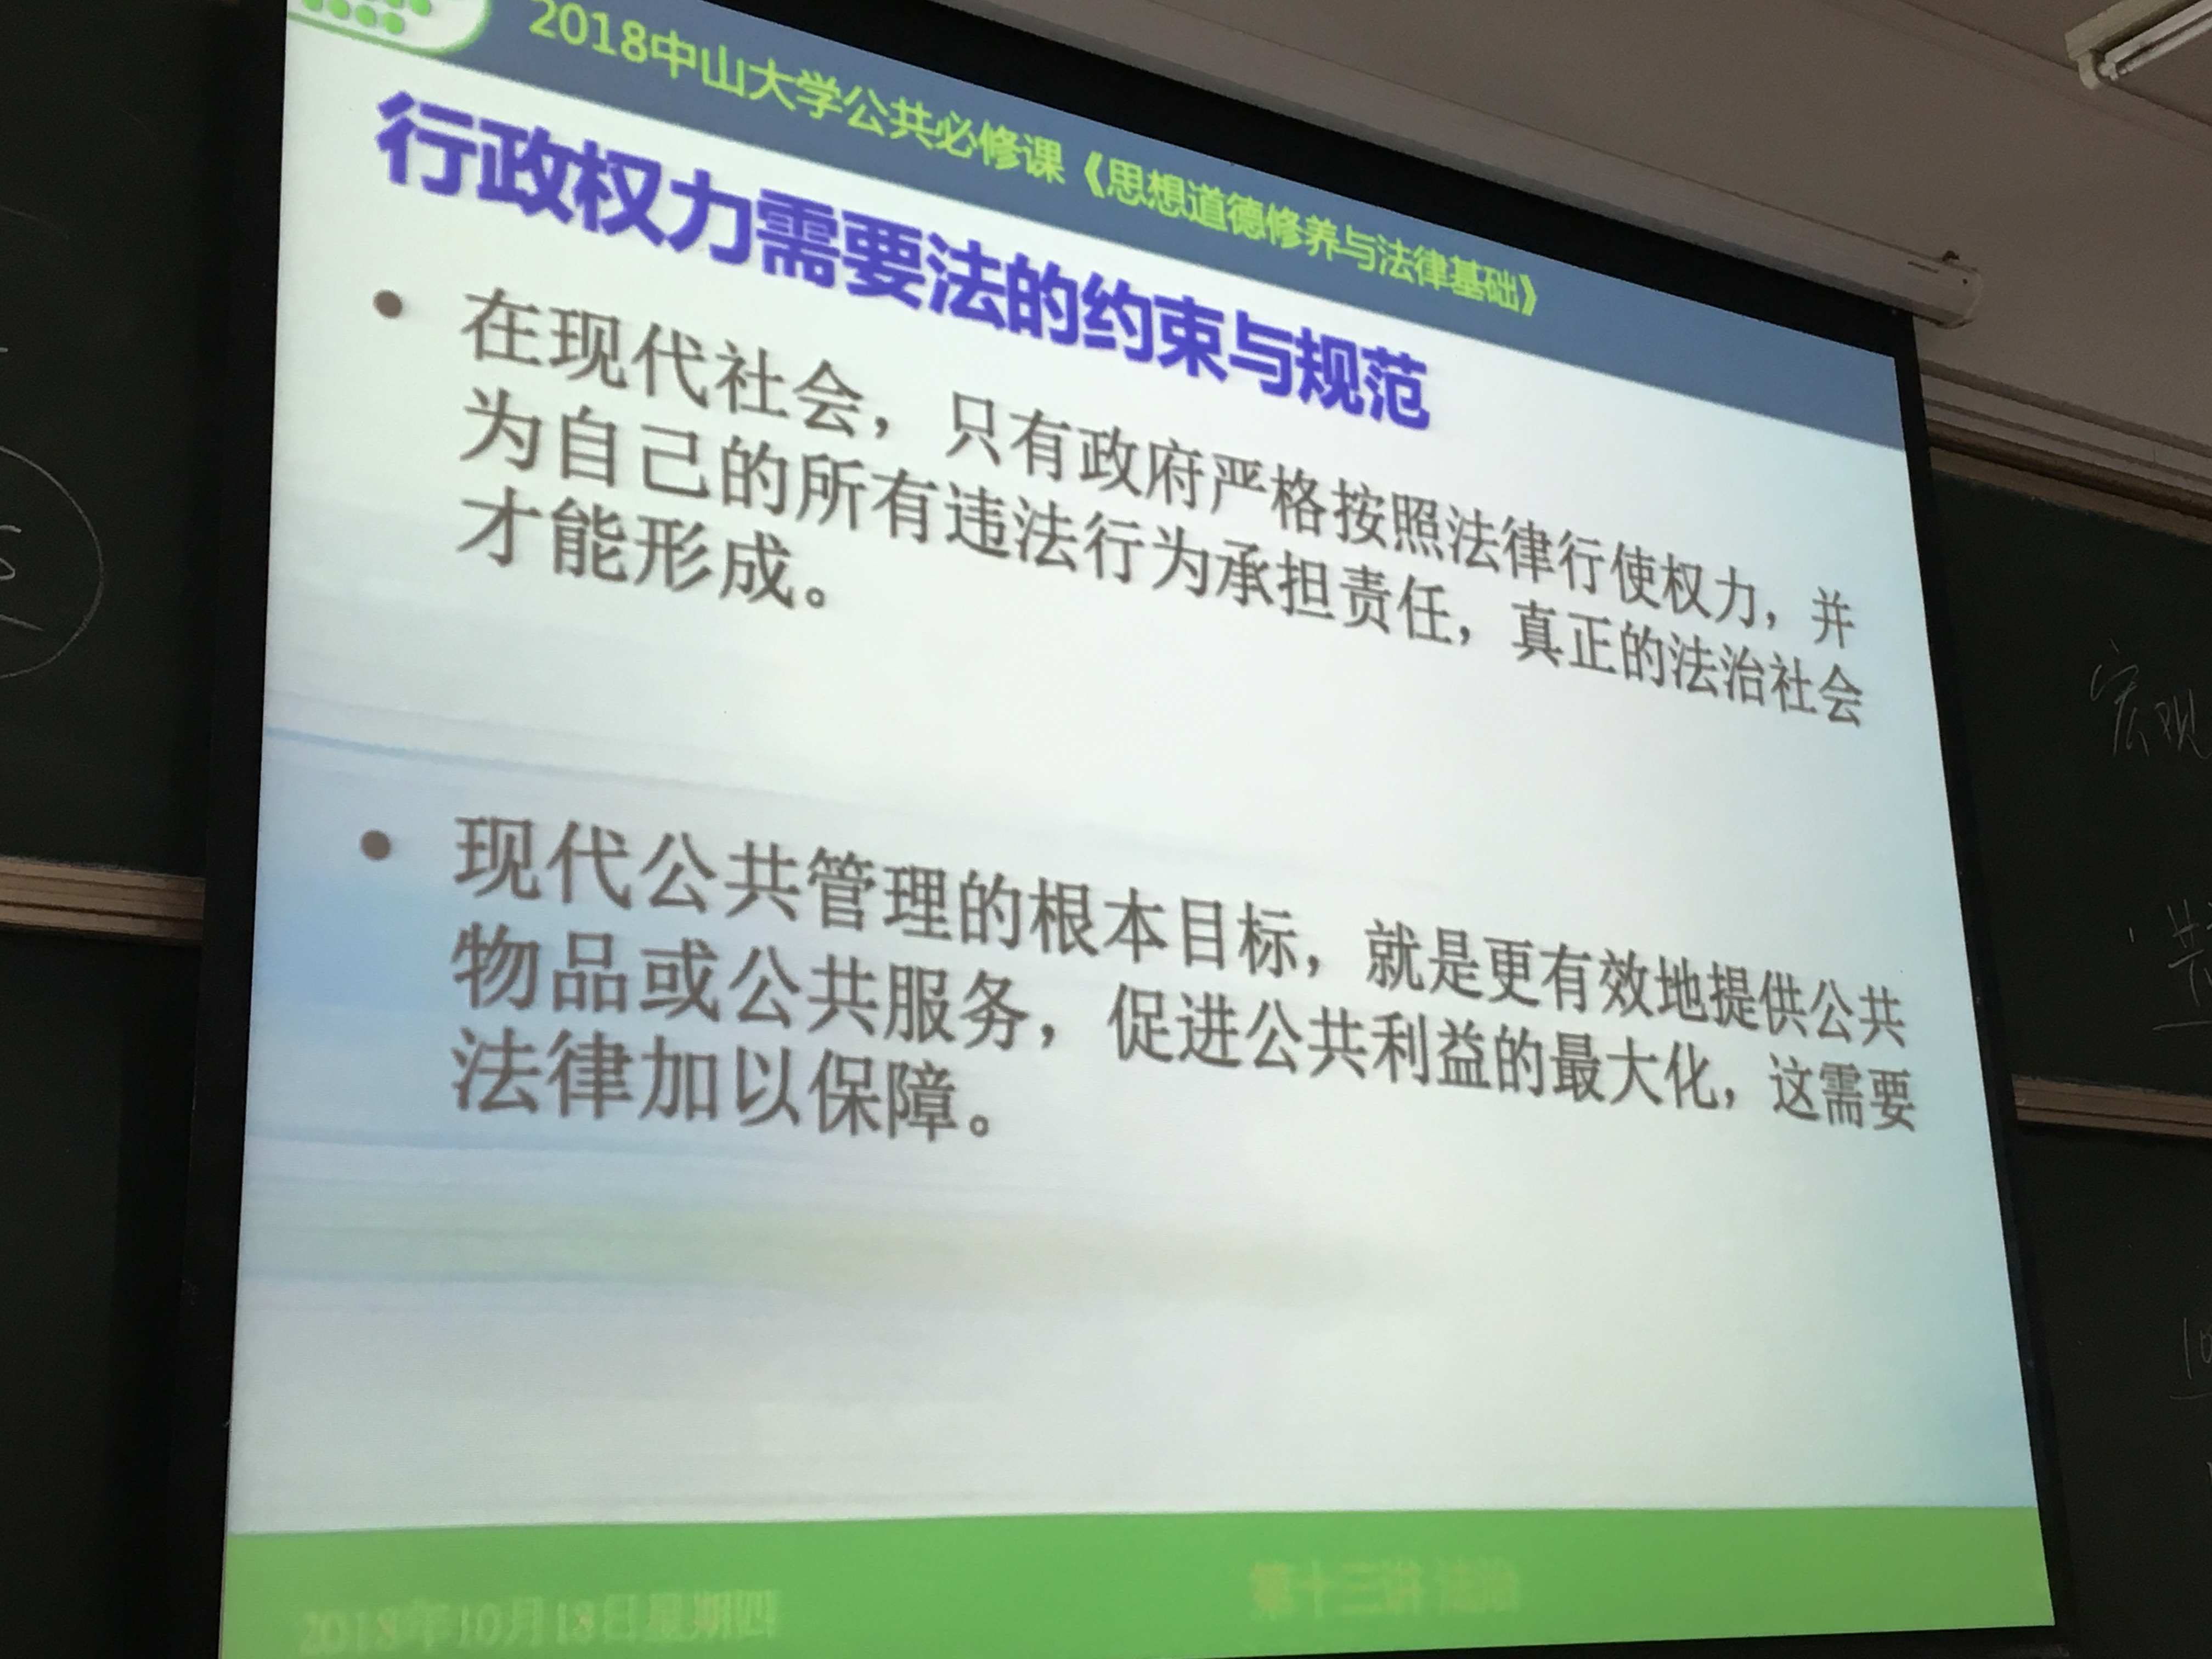 2018中山大学公共必修课《思想道德修养与法律基础》
行政权力需要法的约束与规范
• 在现代社会，只有政府严格按照法律行使权力，并
为自己的所有违法行为承担责任，真正的法治社会
才能形成。
• 现代公共管理的根本目标，就是更有效地提供公共
物品或公共服务，促进公共利益的最大化，这需要
法律加以保障。
2018年10月18日星期四
第十三讲 法治
宏观